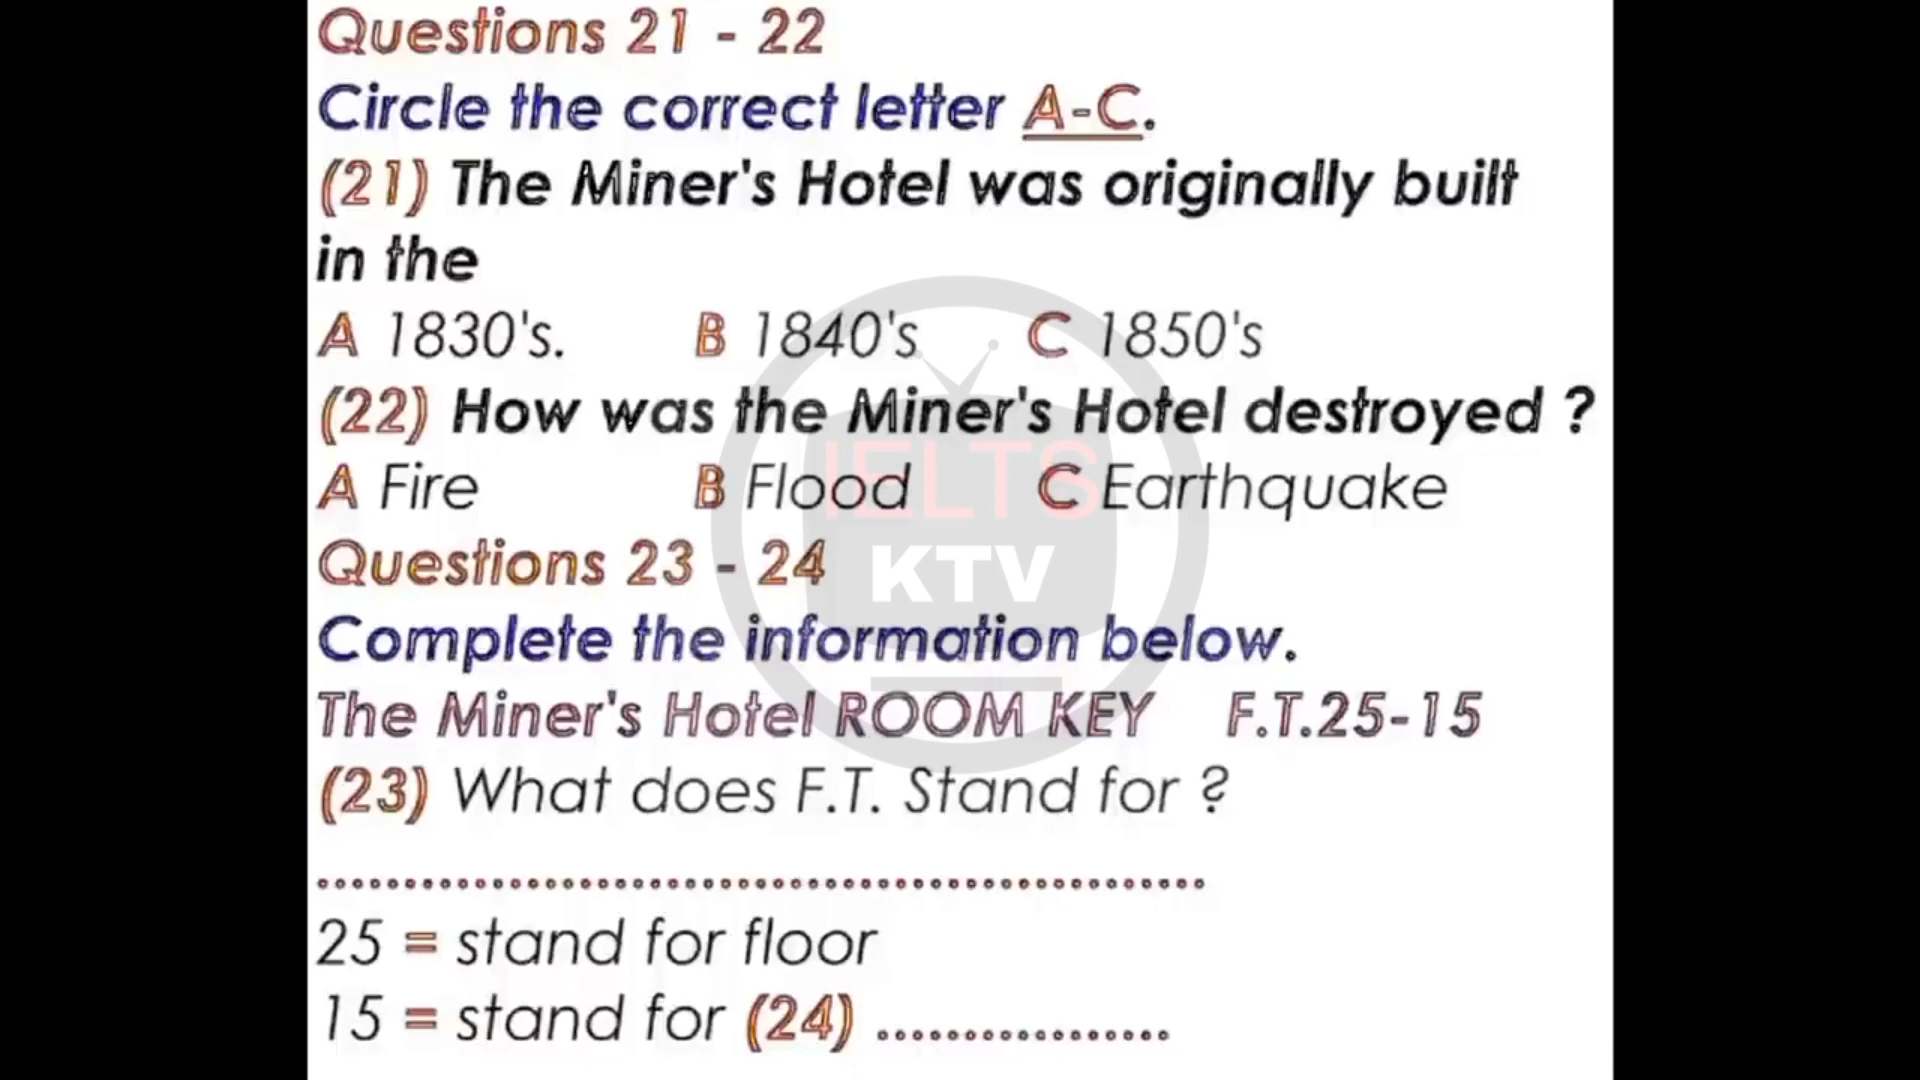 Questions 21 - 22
Circle the correct letter A-C.
(21) The Miner's Hotel was originally built
in the
A 1830's. B 1840's C 1850's
(22) How was the Miner's Hotel destroyed ?
A Fire B Flood C Earthquake
IELTS
KTV
Questions 23 - 24
Complete the information below.
The Miner's Hotel ROOM KEY F.T.25-15
(23) What does F.T. Stand for ?
....................................................
25 = stand for floor
15 = stand for (24) .................